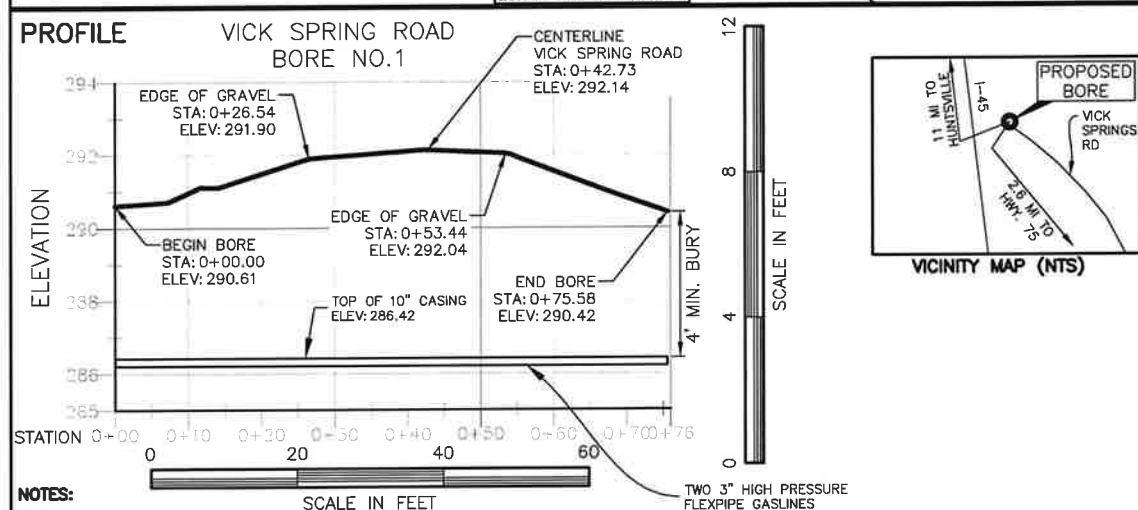 PROFILE
VICK SPRING ROAD
BORE NO.1
CENTERLINE
VICK SPRING ROAD
STA: 0+42.73
ELEV: 292.14
EDGE OF GRAVEL
STA: 0+26.54
ELEV: 291.90
EDGE OF GRAVEL
STA: 0+53.44
ELEV: 292.04
BEGIN BORE
STA: 0+00.00
ELEV: 290.61
END BORE
STA: 0+75.58
ELEV: 290.42
TOP OF 10" CASING
ELEV: 286.42
4' MIN. BURY
ELEVATION
294
292
290
288
286
285
STATION 0+00 0+10 0+20 0+30 0+40 0+50 0+60 0+70 0+76
0 20 40 60
SCALE IN FEET
TWO 3" HIGH PRESSURE
FLEXPIPE GASLINES
NOTES:
12
8
4
0
SCALE IN FEET
11 MI TO
HUNTSVILLE
I-45
PROPOSED
BORE
VICK
SPRINGS
RD
2.6 MI TO
HWY. 75
VICINITY MAP (NTS)